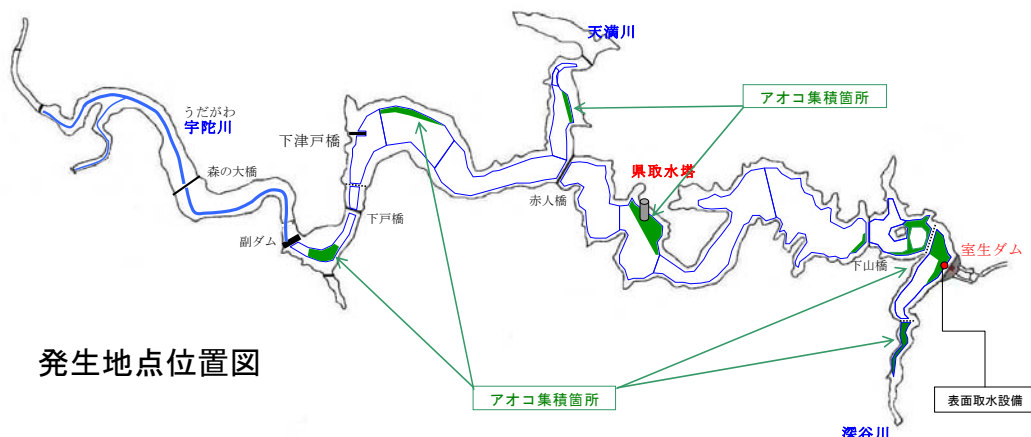 天満川
アオコ集積箇所
うだがわ
宇陀川
下津戸橋
森の大橋
県取水塔
赤人橋
下戸橋
副ダム
室生ダム
下山橋
発生地点位置図
アオコ集積箇所
表面取水設備
深谷川